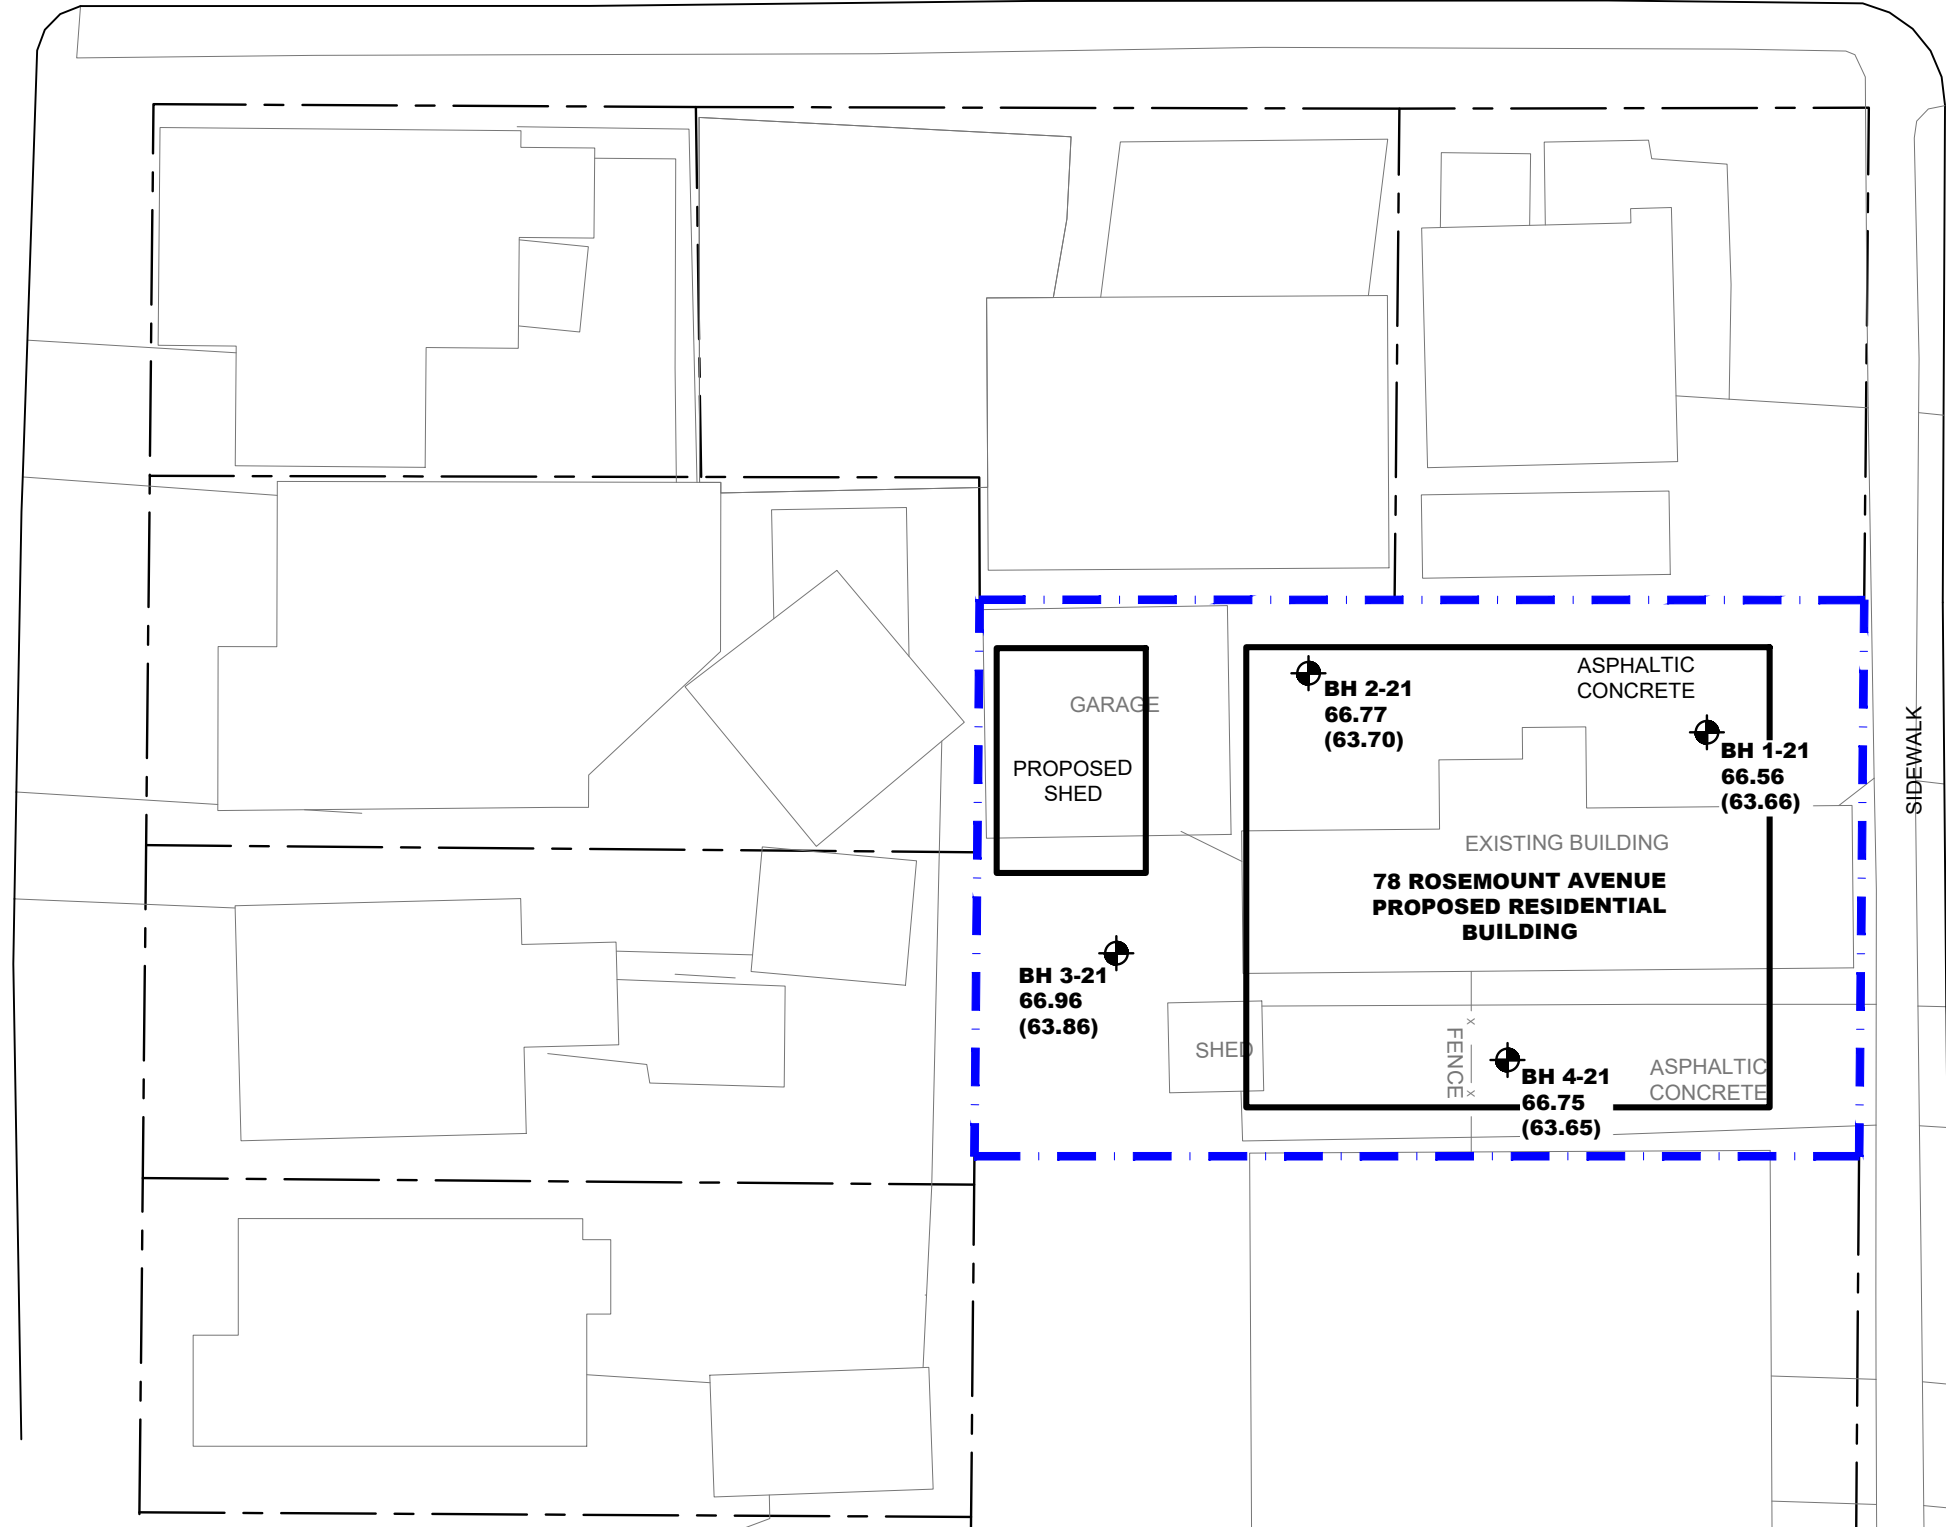 ASPHALTIC
CONCRETE
BH 2-21
66.77
(63.70)
GARAGE
SIDEWALK
BH 1-21
66.56
(63.66)
PROPOSED
SHED
EXISTING BUILDING
78 ROSEMOUNT AVENUE
PROPOSED RESIDENTIAL
BUILDING
BH 3-21
66.96
(63.86)
SHED
x
FENCE
x
ASPHALTIC
CONCRETE
BH 4-21
66.75
(63.65)